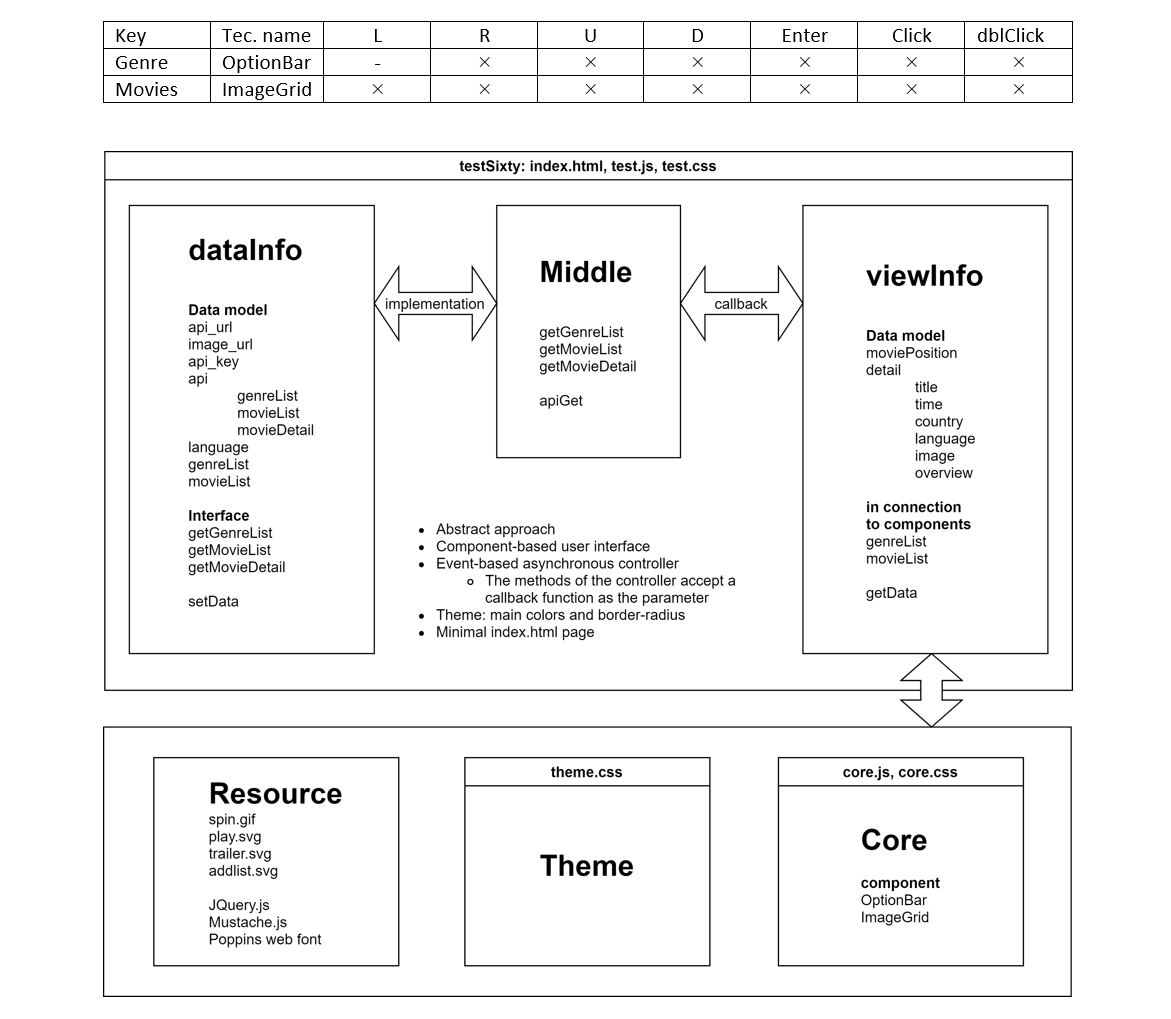 Key Tec. name L R U D Enter Click dblClick
Genre OptionBar - × × × × × ×
Movies ImageGrid × × × × × × ×
testSixty: index.html, test.js, test.css
dataInfo
Data model
api_url
image_url
api_key
api
genreList
movieList
movieDetail
language
genreList
movieList
Interface
getGenreList
getMovieList
getMovieDetail
setData
implementation
Middle
getGenreList
getMovieList
getMovieDetail
apiGet
callback
viewInfo
Data model
moviePosition
detail
title
time
country
language
image
overview
in connection
to components
genreList
movieList
getData
• Abstract approach
• Component-based user interface
• Event-based asynchronous controller
o The methods of the controller accept a
callback function as the parameter
• Theme: main colors and border-radius
• Minimal index.html page
Resource
spin.gif
play.svg
trailer.svg
addlist.svg
JQuery.js
Mustache.js
Poppins web font
theme.css
Theme
core.js, core.css
Core
component
OptionBar
ImageGrid